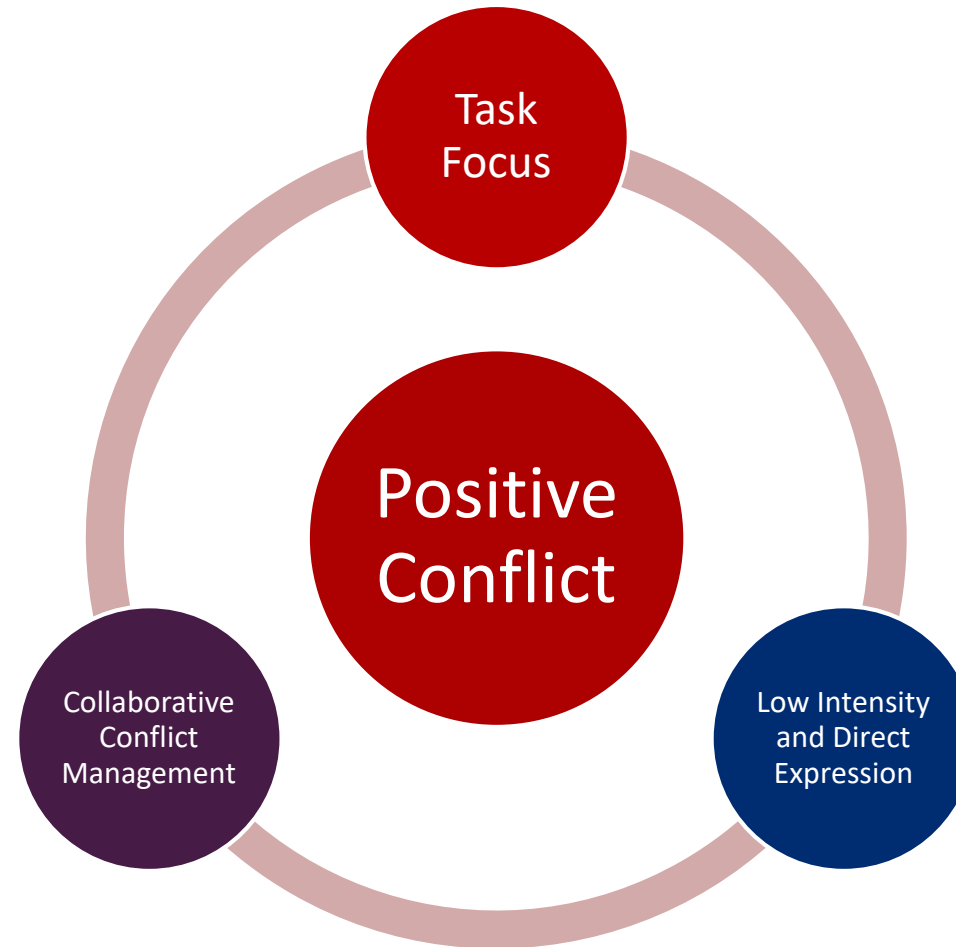 Task
Focus
Positive
Conflict
Collaborative
Conflict
Management
Low Intensity
and Direct
Expression